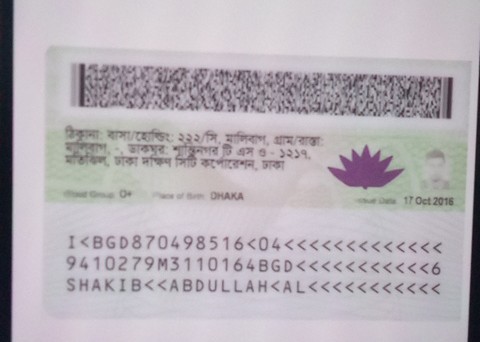 ঠিকানা: বাসা/হোল্ডিং: ২২২/সি, মালিবাগ, গ্রাম/রাস্তা:
মালিবাগ, -, ডাকঘর: শান্তিনগর টি এস ও - ১২১৭,
মতিঝিল, ঢাকা দক্ষিণ সিটি কর্পোরেশন, ঢাকা
Blood Group: O+ Place of Birth: DHAKA Issue Date: 17 Oct 2016
I<BGD870498516<04<<<<<<<<<<<<<
9410279M3110164BGD<<<<<<<<<<<6
SHAKIB<<ABDULLAH<AL<<<<<<<<<<<